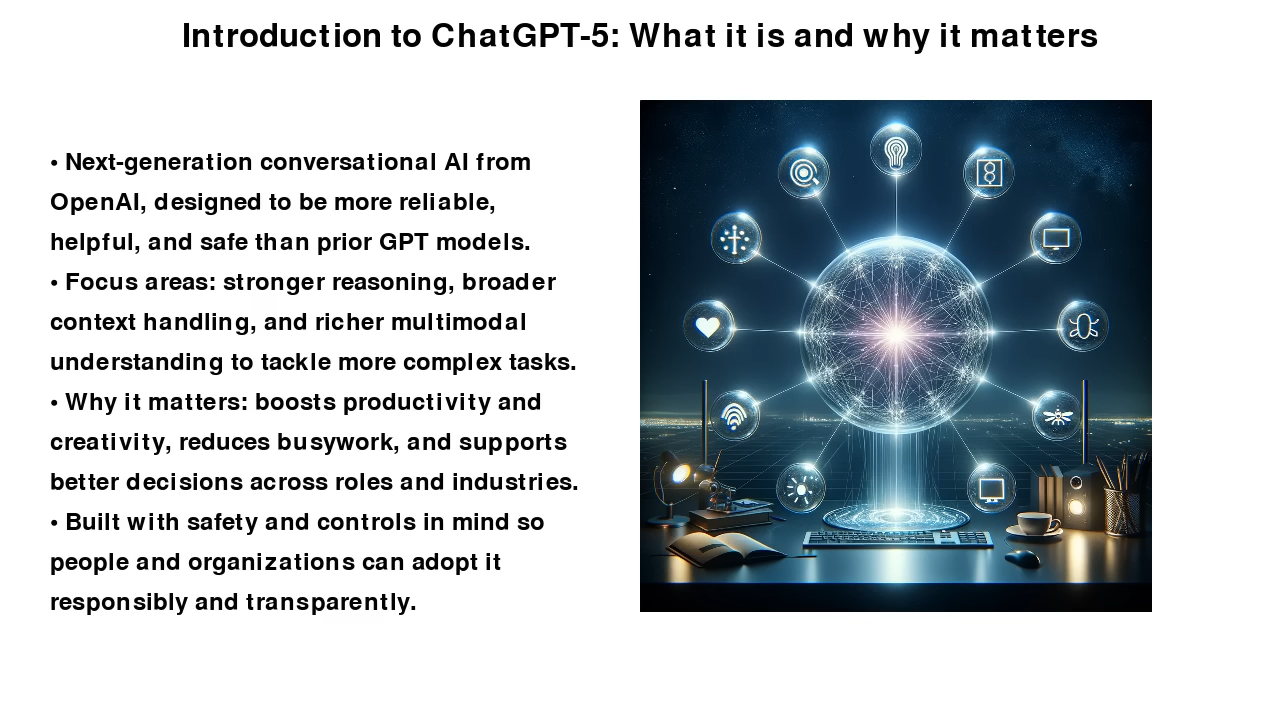 Introduction to ChatGPT-5: What it is and why it matters
• Next-generation conversational AI from
OpenAI, designed to be more reliable,
helpful, and safe than prior GPT models.
• Focus areas: stronger reasoning, broader
context handling, and richer multimodal
understanding to tackle more complex tasks.
• Why it matters: boosts productivity and
creativity, reduces busywork, and supports
better decisions across roles and industries.
• Built with safety and controls in mind so
people and organizations can adopt it
responsibly and transparently.